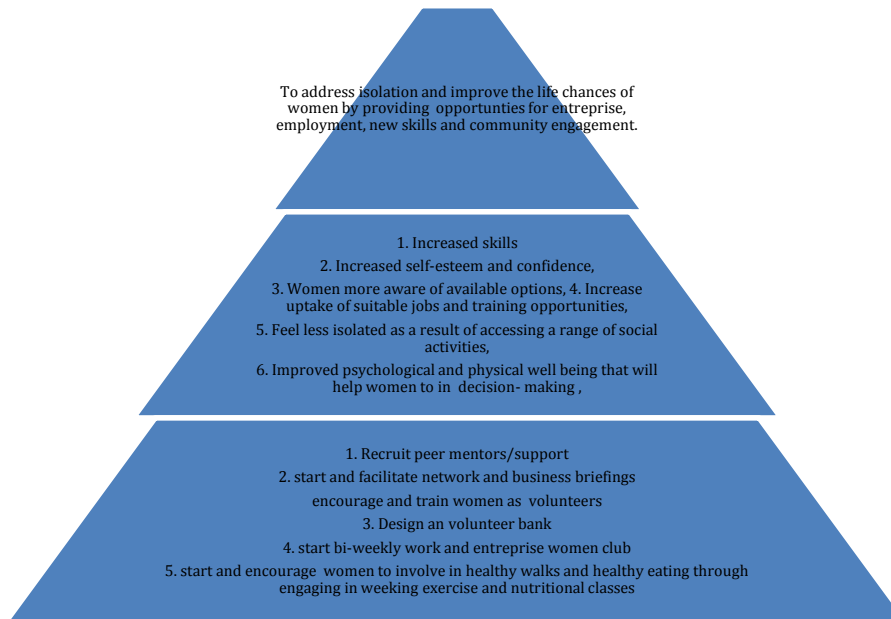 To address isolation and improve the life chances of
women by providing opportunties for entreprise,
employment, new skills and community engagement.
1. Increased skills
2. Increased self-esteem and confidence,
3. Women more aware of available options, 4. Increase
uptake of suitable jobs and training opportunities,
5. Feel less isolated as a result of accessing a range of social
activities,
6. Improved psychological and physical well being that will
help women to in decision- making ,
1. Recruit peer mentors/support
2. start and facilitate network and business briefings
encourage and train women as volunteers
3. Design an volunteer bank
4. start bi-weekly work and entreprise women club
5. start and encourage women to involve in healthy walks and healthy eating through
engaging in weeking exercise and nutritional classes